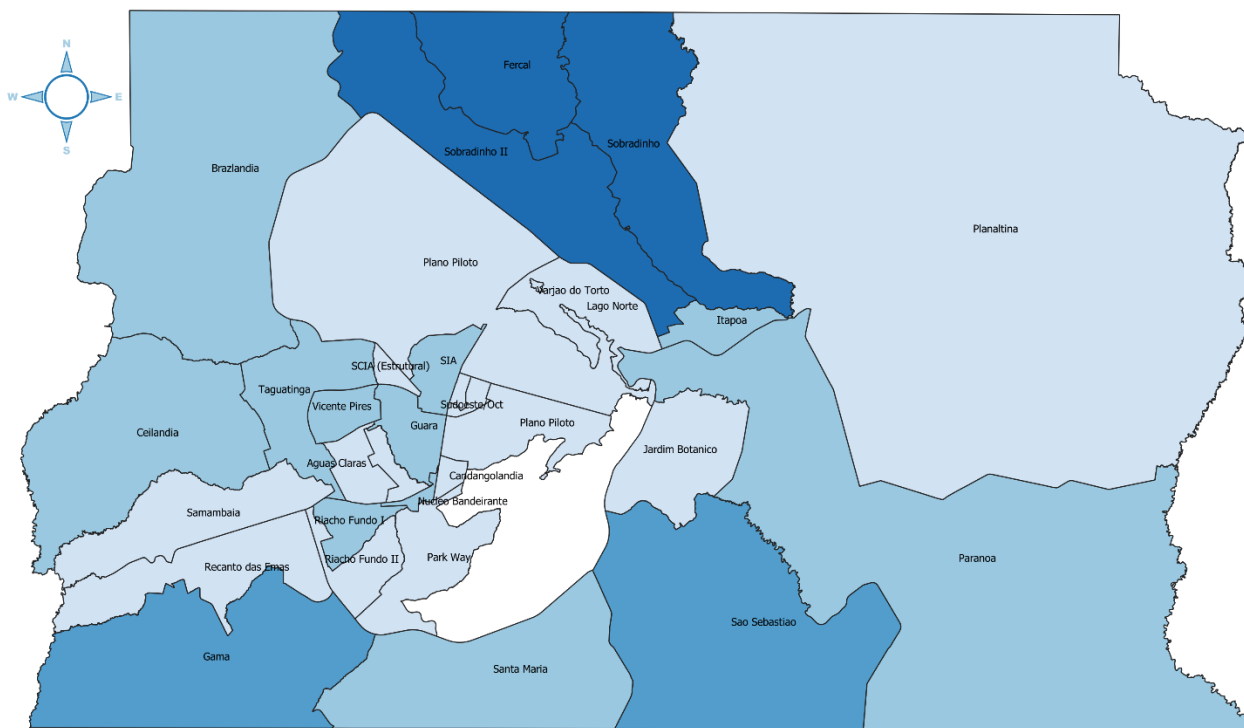 N
W E
S
Fercal
Sobradinho II
Sobradinho
Brazlandia
Planaltina
Plano Piloto
Varjao do Torto
Lago Norte
Itapoa
SCIA (Estrutural)
SIA
Taguatinga
Vicente Pires
Sudoeste/Oct
Guara
Plano Piloto
Ceilandia
Jardim Botanico
Aguas Claras
Candangolandia
Nucleo Bandeirante
Samambaia
Riacho Fundo I
Riacho Fundo II
Park Way
Recanto das Emas
Paranoa
Sao Sebastiao
Gama
Santa Maria